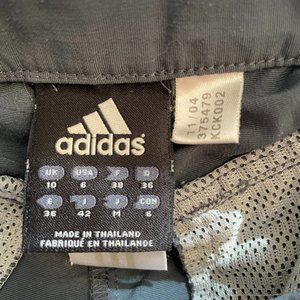 adidas
UK USA F D
10 6 38 36
E I J CON
36 42 M 6
MADE IN THAILAND
FABRIQUÉ EN THAILANDE
11/04
375479
KCK002